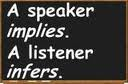 A speaker
implies.
A listener
infers.